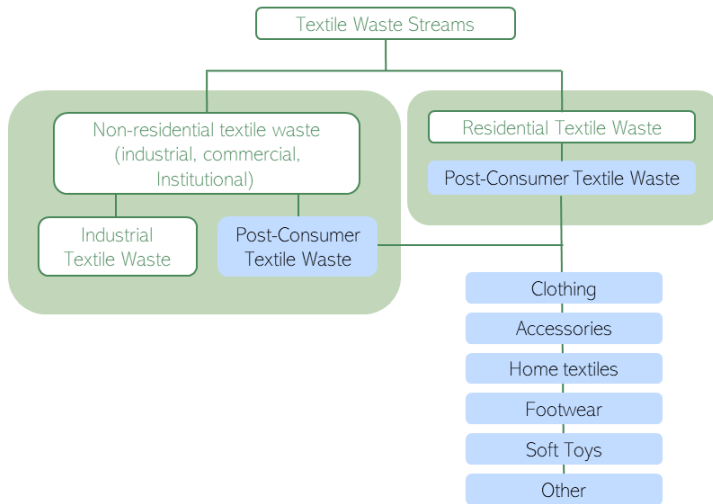 Textile Waste Streams
Non-residential textile waste
(industrial, commercial,
Institutional)
Residential Textile Waste
Post-Consumer Textile Waste
Industrial
Textile Waste
Post-Consumer
Textile Waste
Clothing
Accessories
Home textiles
Footwear
Soft Toys
Other